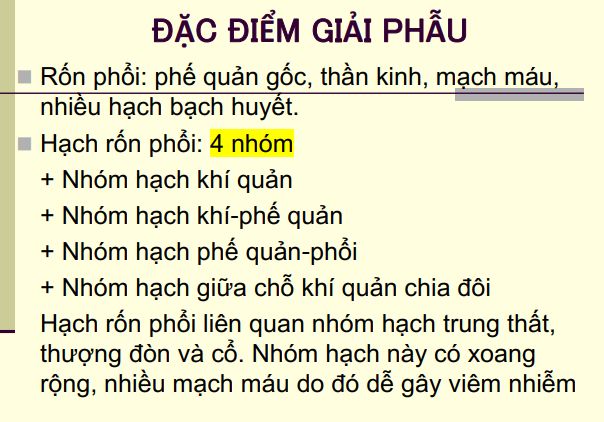 ĐẶC ĐIỂM GIẢI PHẪU
Rốn phổi: phế quản gốc, thần kinh, mạch máu,
nhiều hạch bạch huyết.
Hạch rốn phổi: 4 nhóm
+ Nhóm hạch khí quản
+ Nhóm hạch khí-phế quản
+ Nhóm hạch phế quản-phổi
+ Nhóm hạch giữa chỗ khí quản chia đôi
Hạch rốn phổi liên quan nhóm hạch trung thất,
thượng đòn và cổ. Nhóm hạch này có xoang
rộng, nhiều mạch máu do đó dễ gây viêm nhiễm